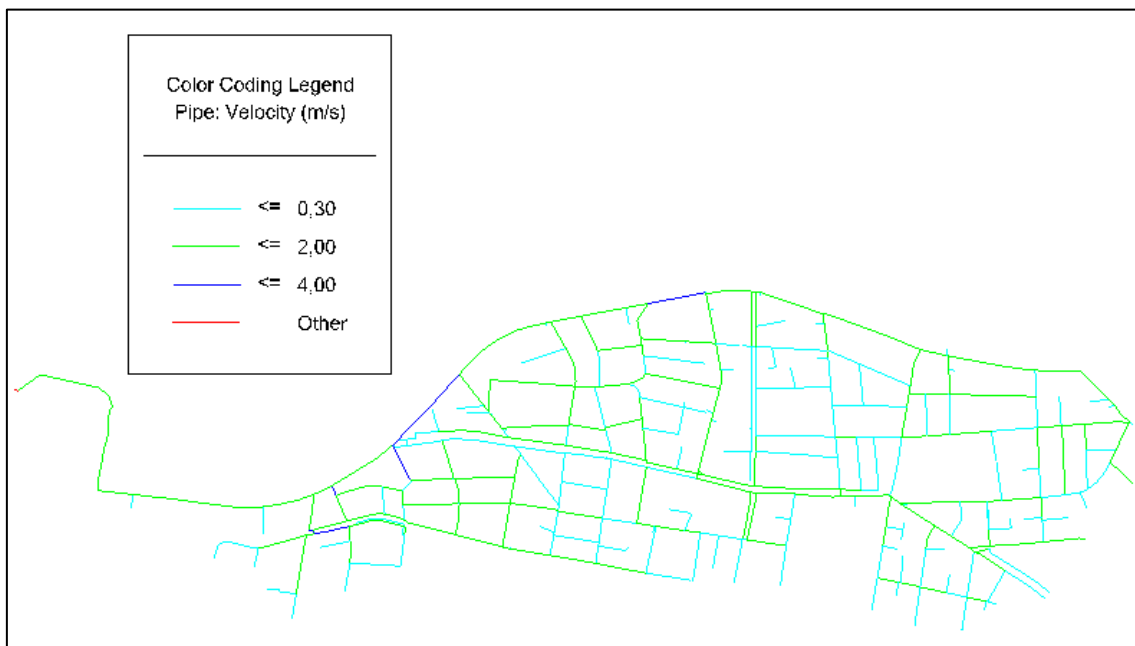 Color Coding Legend
Pipe: Velocity (m/s)
<= 0,30
<= 2,00
<= 4,00
Other